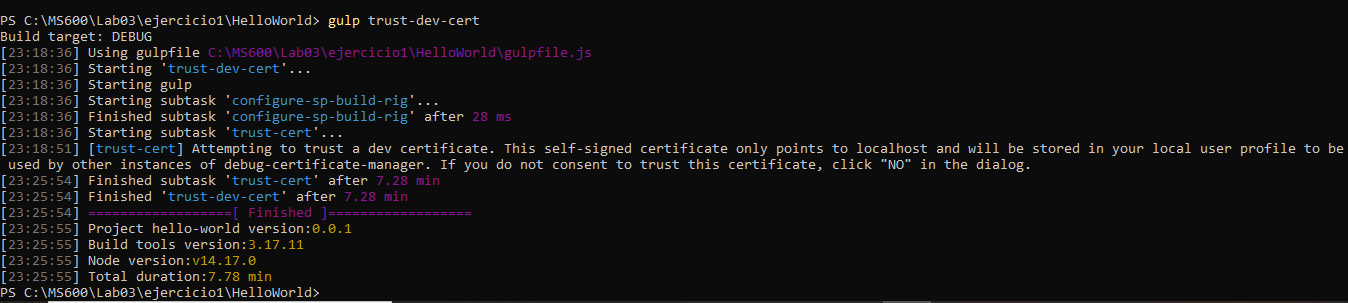 PS C:\MS600\Lab03\ejercicio1\HelloWorld> gulp trust-dev-cert
Build target: DEBUG
[23:18:36] Using gulpfile C:\MS600\Lab03\ejercicio1\HelloWorld\gulpfile.js
[23:18:36] Starting 'trust-dev-cert'...
[23:18:36] Starting gulp
[23:18:36] Starting subtask 'configure-sp-build-rig'...
[23:18:36] Finished subtask 'configure-sp-build-rig' after 28 ms
[23:18:36] Starting subtask 'trust-cert'...
[23:18:51] [trust-cert] Attempting to trust a dev certificate. This self-signed certificate only points to localhost and will be stored in your local user profile to be
used by other instances of debug-certificate-manager. If you do not consent to trust this certificate, click "NO" in the dialog.
[23:25:54] Finished subtask 'trust-cert' after 7.28 min
[23:25:54] Finished 'trust-dev-cert' after 7.28 min
[23:25:54] ==================[ Finished ]==================
[23:25:55] Project hello-world version:0.0.1
[23:25:55] Build tools version:3.17.11
[23:25:55] Node version:v14.17.0
[23:25:55] Total duration:7.78 min
PS C:\MS600\Lab03\ejercicio1\HelloWorld>